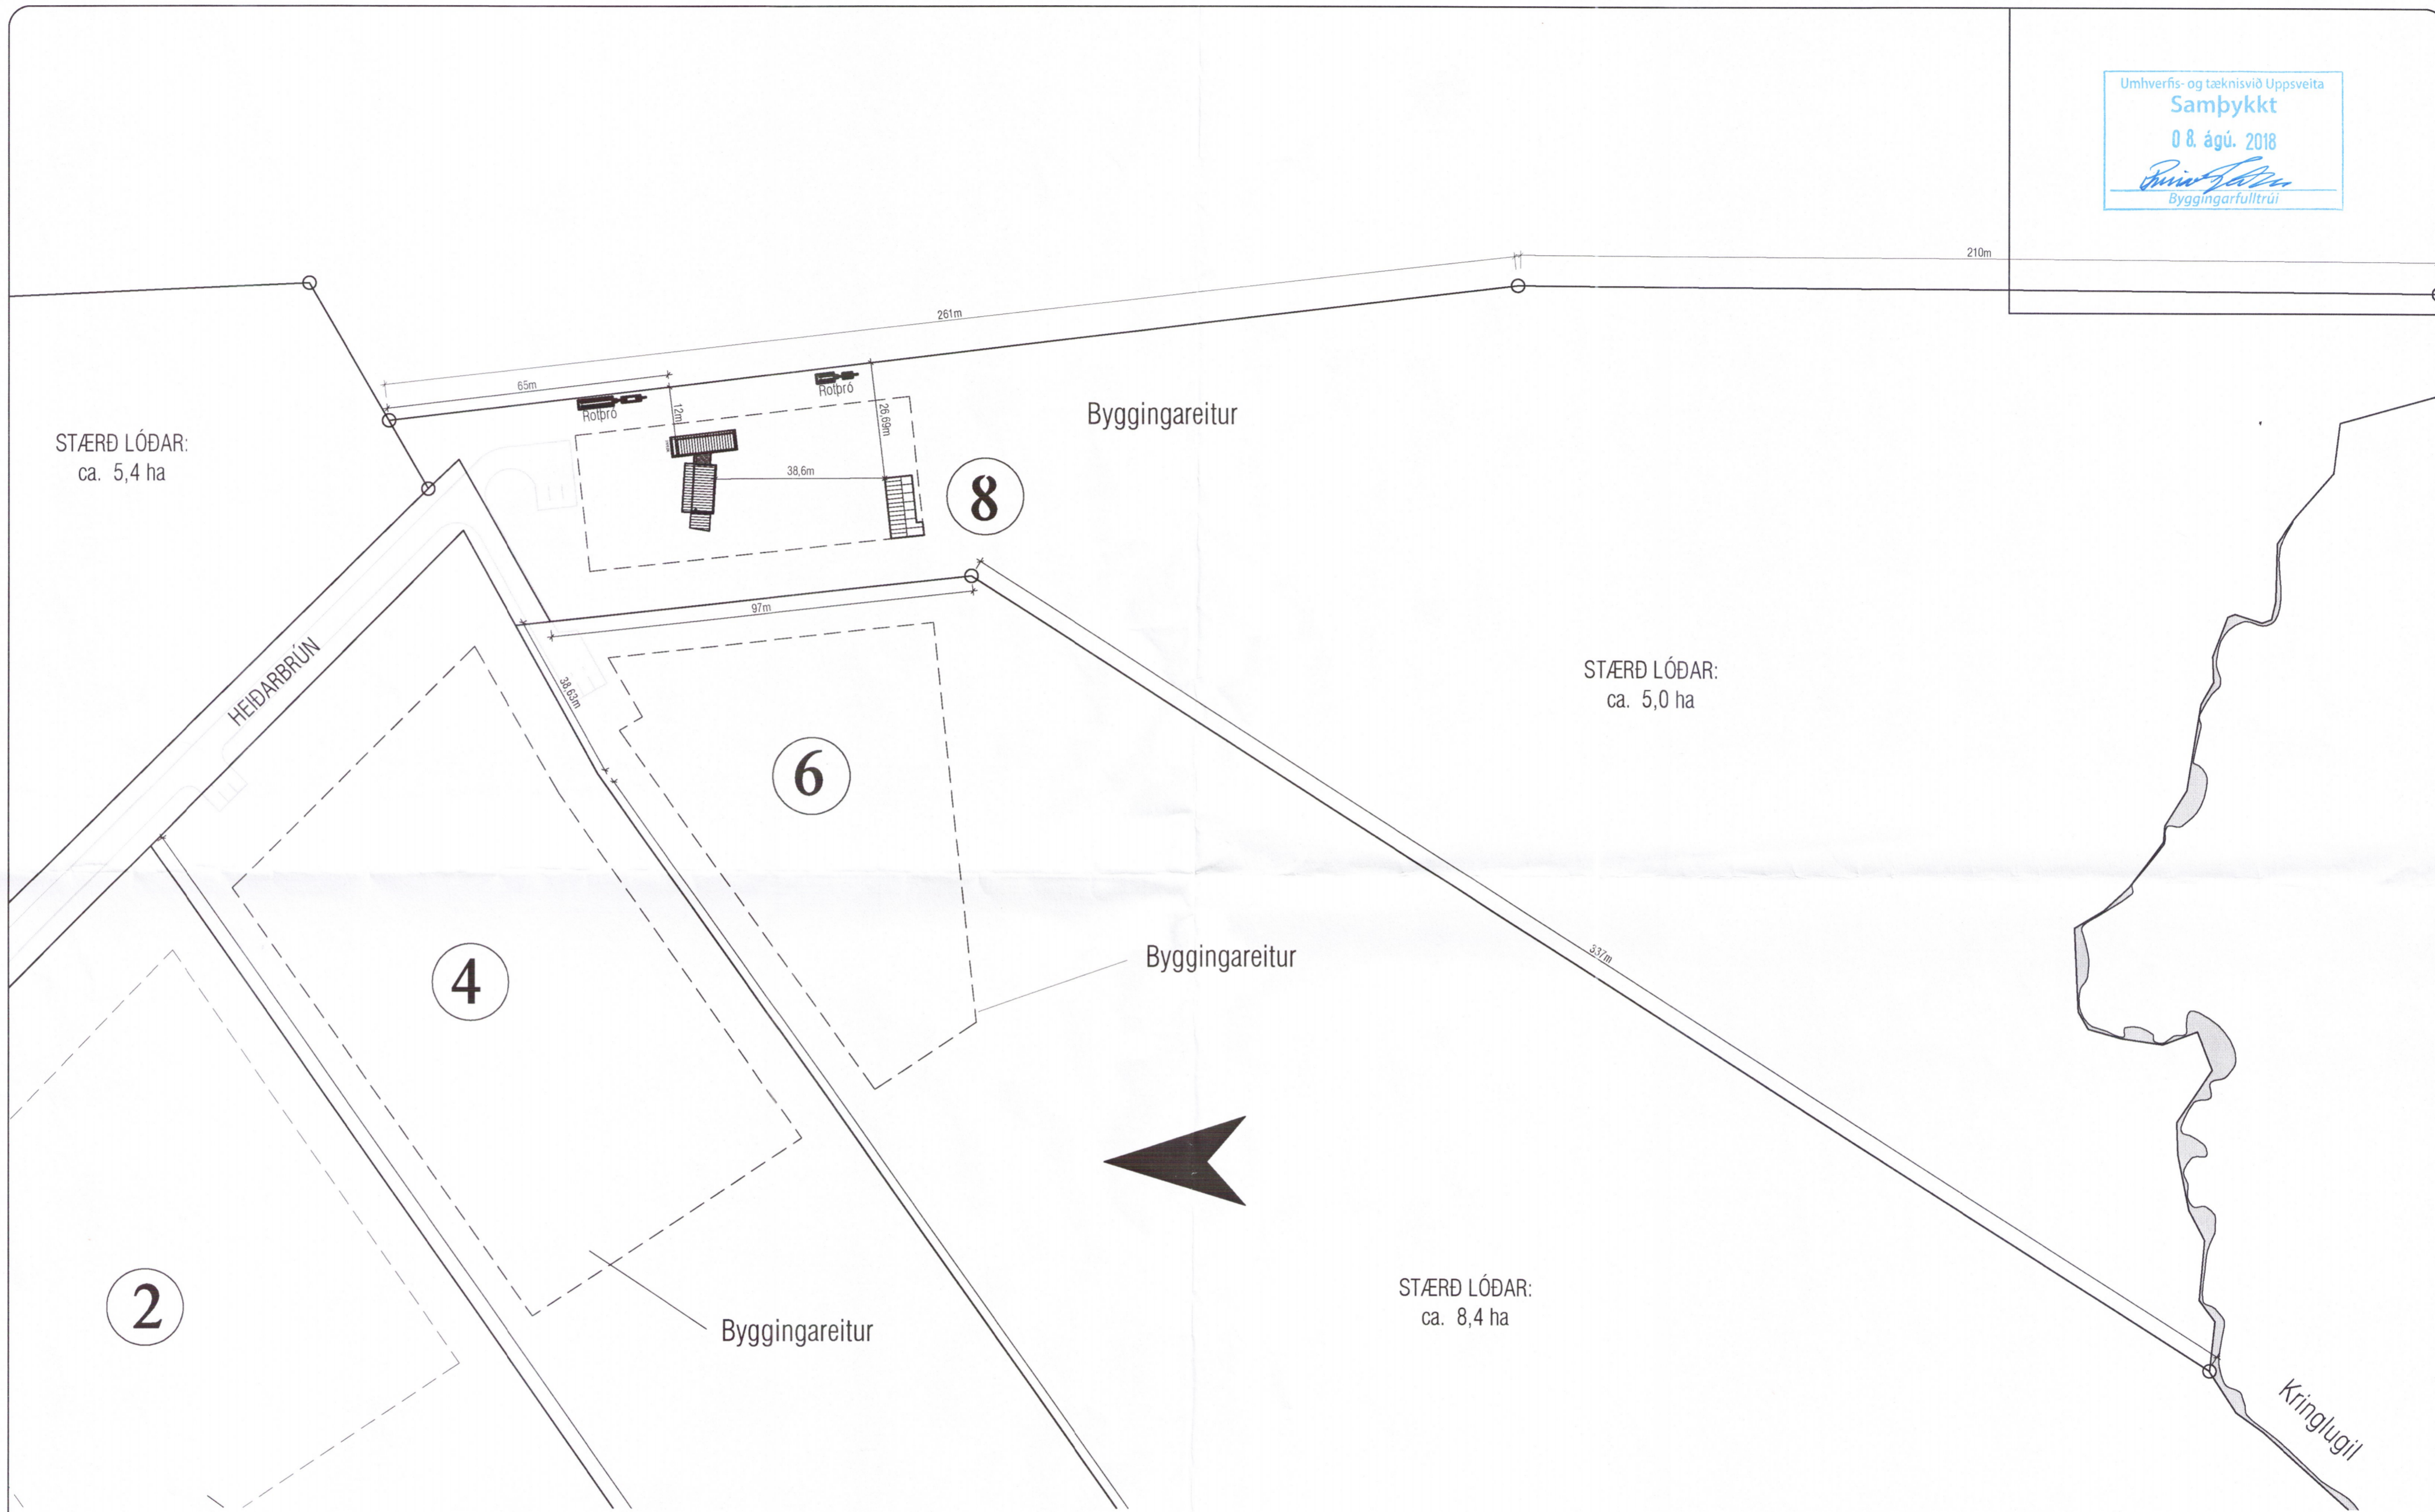 Umhverfis- og tæknisvið Uppsveita
Samþykkt
08. ágú. 2018
Byggingarfulltrúi
210m
261m
65m
Rotþró
Rotþró
12m
26,69m
Byggingareitur
STÆRÐ LÓÐAR:
ca. 5,4 ha
38,6m
8
97m
HEIÐARBRÚN
38,63m
STÆRÐ LÓÐAR:
ca. 5,0 ha
6
337m
Byggingareitur
4
2
Byggingareitur
STÆRÐ LÓÐAR:
ca. 8,4 ha
Kringlugil